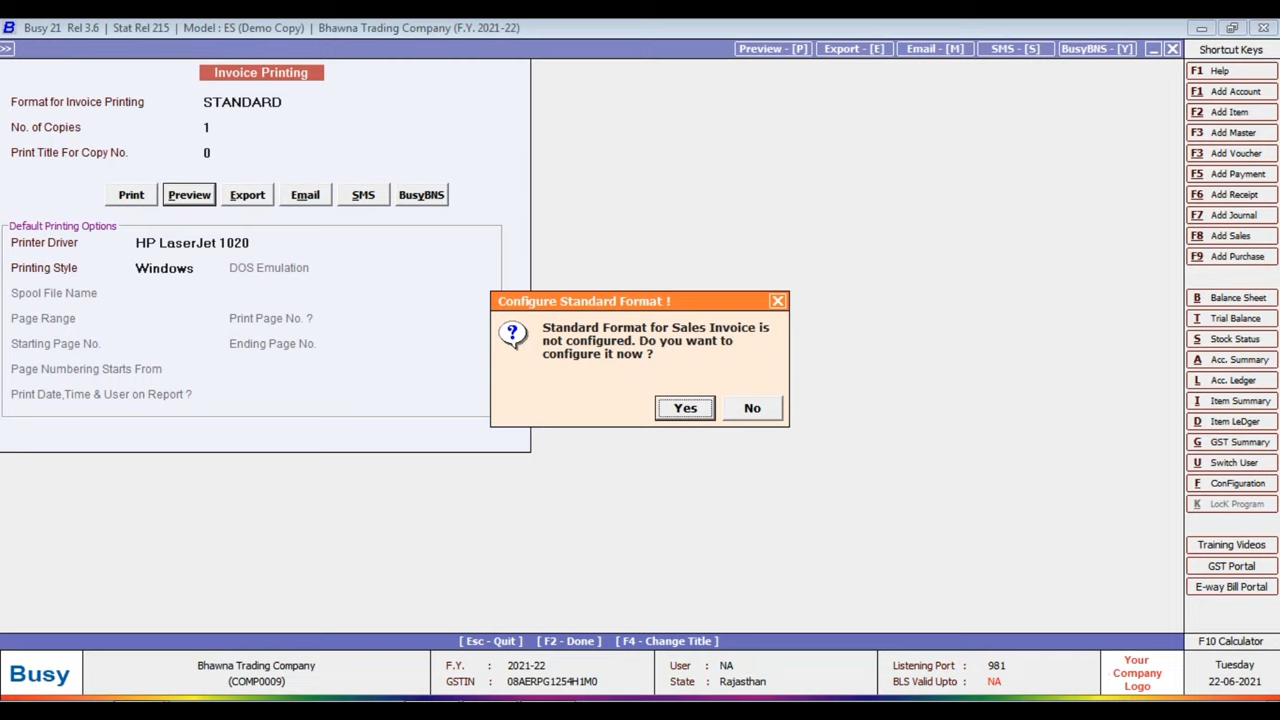 Busy 21 Rel 3.6 | Stat Rel 215 | Model : ES (Demo Copy) | Bhawna Trading Company (F.Y. 2021-22)
>>
Preview - [P]
Export - [E]
Email - [M]
SMS - [S]
BusyBNS - [Y]
Shortcut Keys
Invoice Printing
Format for Invoice Printing STANDARD
No. of Copies 1
Print Title For Copy No. 0
Print
Preview
Export
Email
SMS
BusyBNS
Default Printing Options
Printer Driver HP LaserJet 1020
Printing Style Windows DOS Emulation
Spool File Name
Page Range Print Page No. ?
Starting Page No. Ending Page No.
Page Numbering Starts From
Print Date,Time & User on Report ?
Configure Standard Format !
Standard Format for Sales Invoice is
not configured. Do you want to
configure it now ?
Yes
No
F1 Help
F1 Add Account
F2 Add Item
F3 Add Master
F3 Add Voucher
F5 Add Payment
F6 Add Receipt
F7 Add Journal
F8 Add Sales
F9 Add Purchase
B Balance Sheet
T Trial Balance
S Stock Status
A Acc. Summary
L Acc. Ledger
I Item Summary
D Item LeDger
G GST Summary
U Switch User
F ConFiguration
K LocK Program
Training Videos
GST Portal
E-way Bill Portal
[ Esc - Quit ] [ F2 - Done ] [ F4 - Change Title ]
F10 Calculator
Busy
Bhawna Trading Company
(COMP0009)
F.Y. : 2021-22
GSTIN : 08AERPG1254H1M0
User : NA
State : Rajasthan
Listening Port : 981
BLS Valid Upto : NA
Your
Company
Logo
Tuesday
22-06-2021